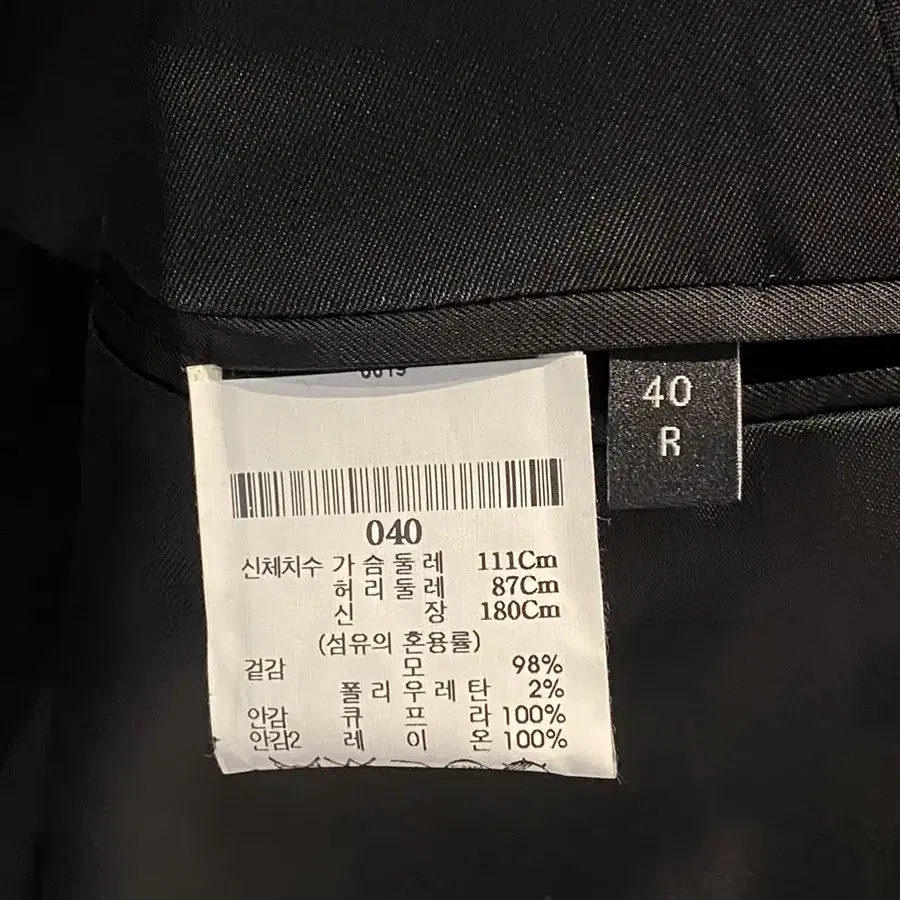 040
신체치수 가슴둘레 111Cm
허리둘레 87Cm
신장 180Cm
(섬유의 혼용률)
겉감 모 98%
폴리우레탄 2%
안감 큐프라 100%
안감2 레이온 100%
40
R